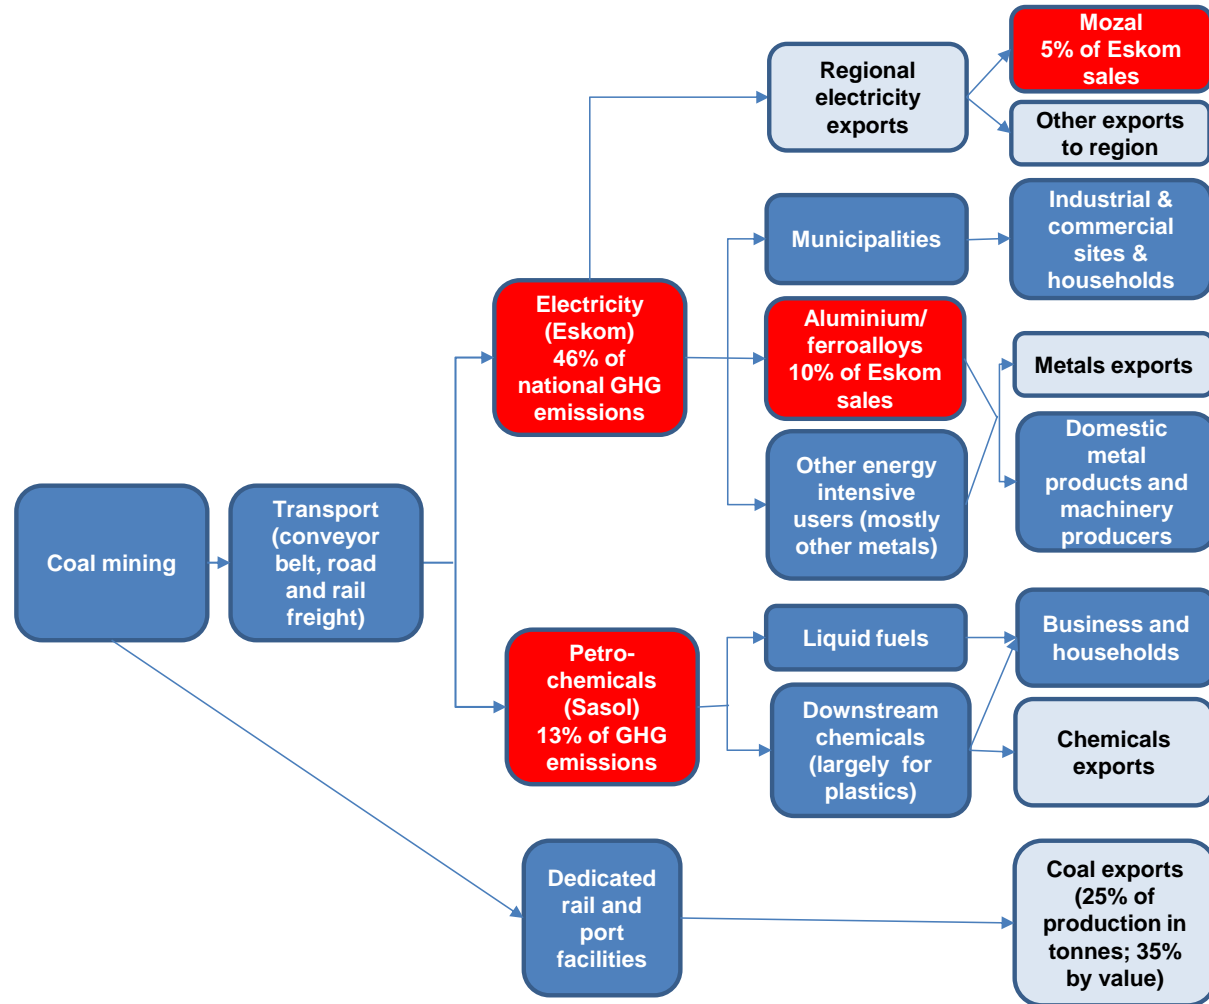 Mozal
5% of Eskom
sales
Regional
electricity
exports
Other exports
to region
Municipalities
Industrial &
commercial
sites &
households
Electricity
(Eskom)
46% of
national GHG
emissions
Aluminium/
ferroalloys
10% of Eskom
sales
Metals exports
Other energy
intensive
users (mostly
other metals)
Domestic
metal
products and
machinery
producers
Coal mining
Transport
(conveyor
belt, road
and rail
freight)
Petro-
chemicals
(Sasol)
13% of GHG
emissions
Liquid fuels
Business and
households
Downstream
chemicals
(largely for
plastics)
Chemicals
exports
Dedicated
rail and
port
facilities
Coal exports
(25% of
production in
tonnes; 35%
by value)